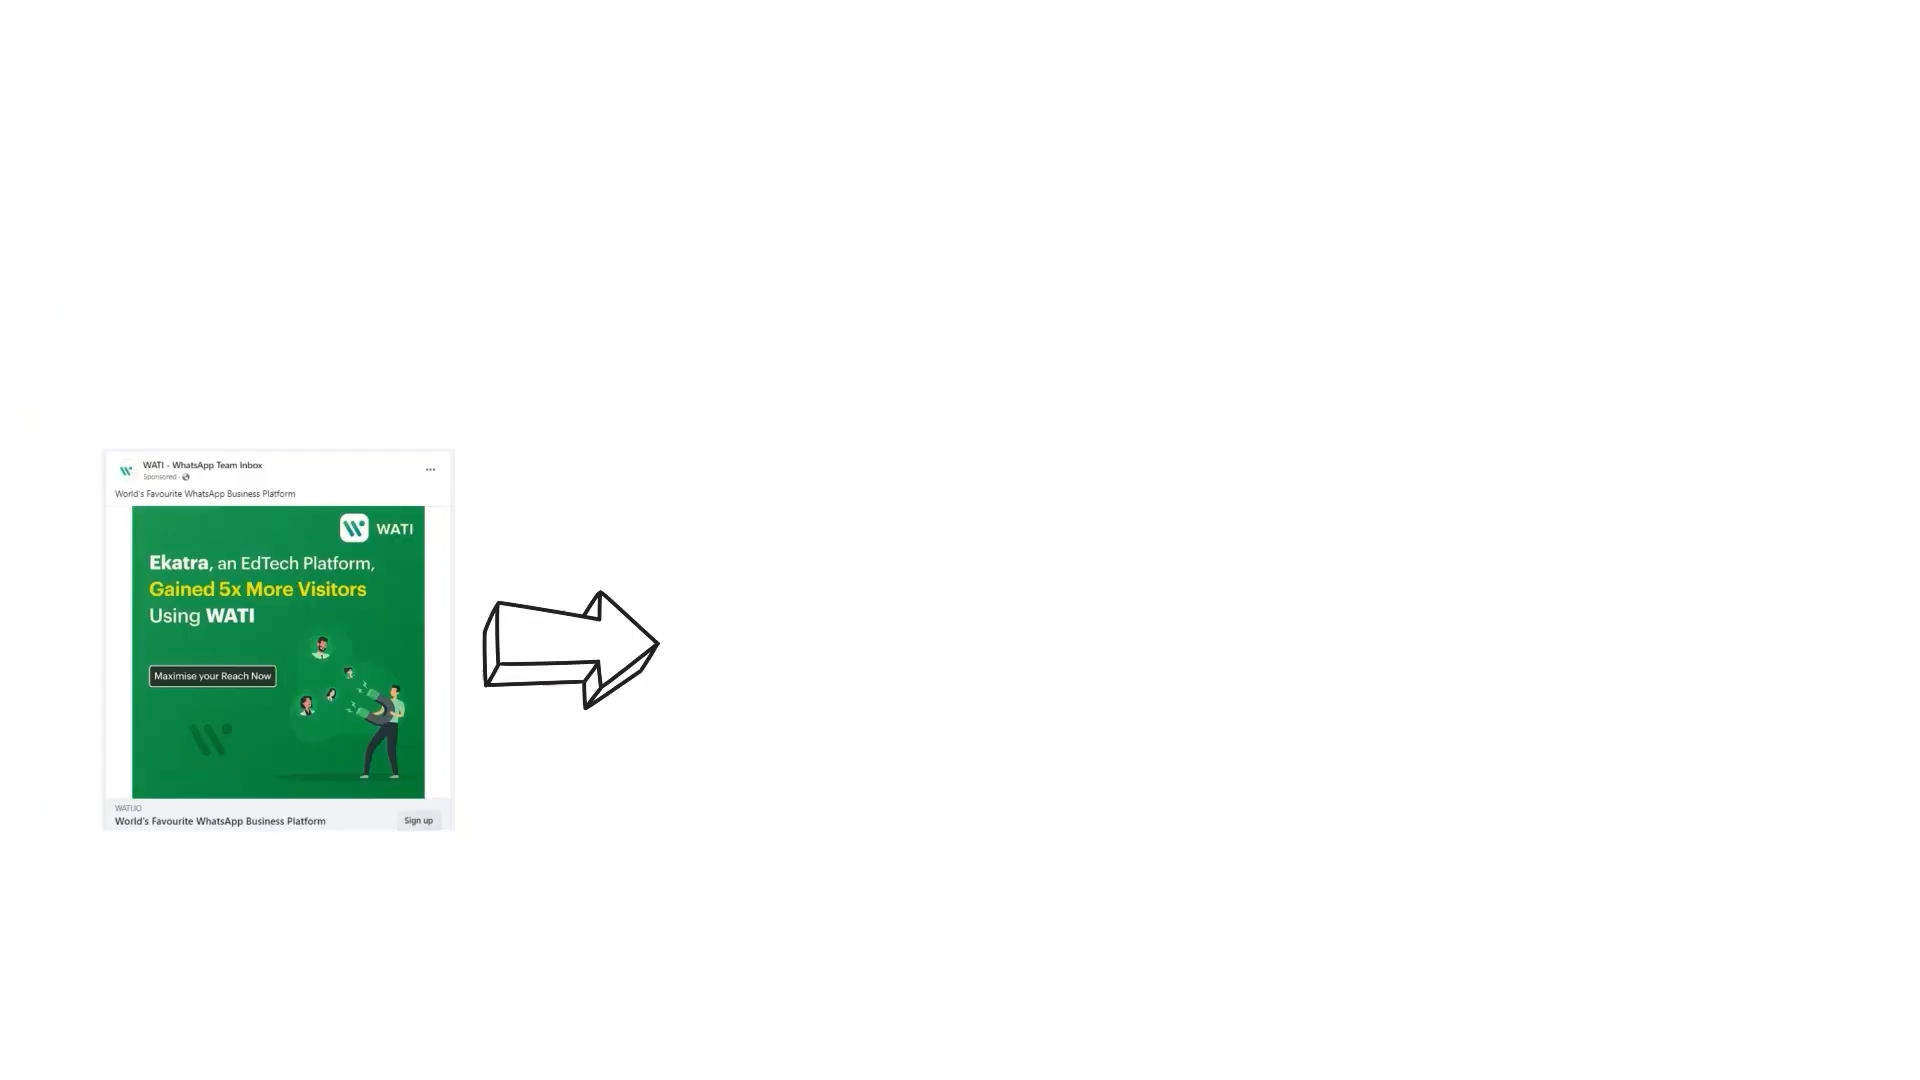 WATI - WhatsApp Team Inbox
Sponsored ·
World's Favourite WhatsApp Business Platform
WATI
Ekatra, an EdTech Platform,
Gained 5x More Visitors
Using WATI
Maximise your Reach Now
WATI.IO
World's Favourite WhatsApp Business Platform
Sign up